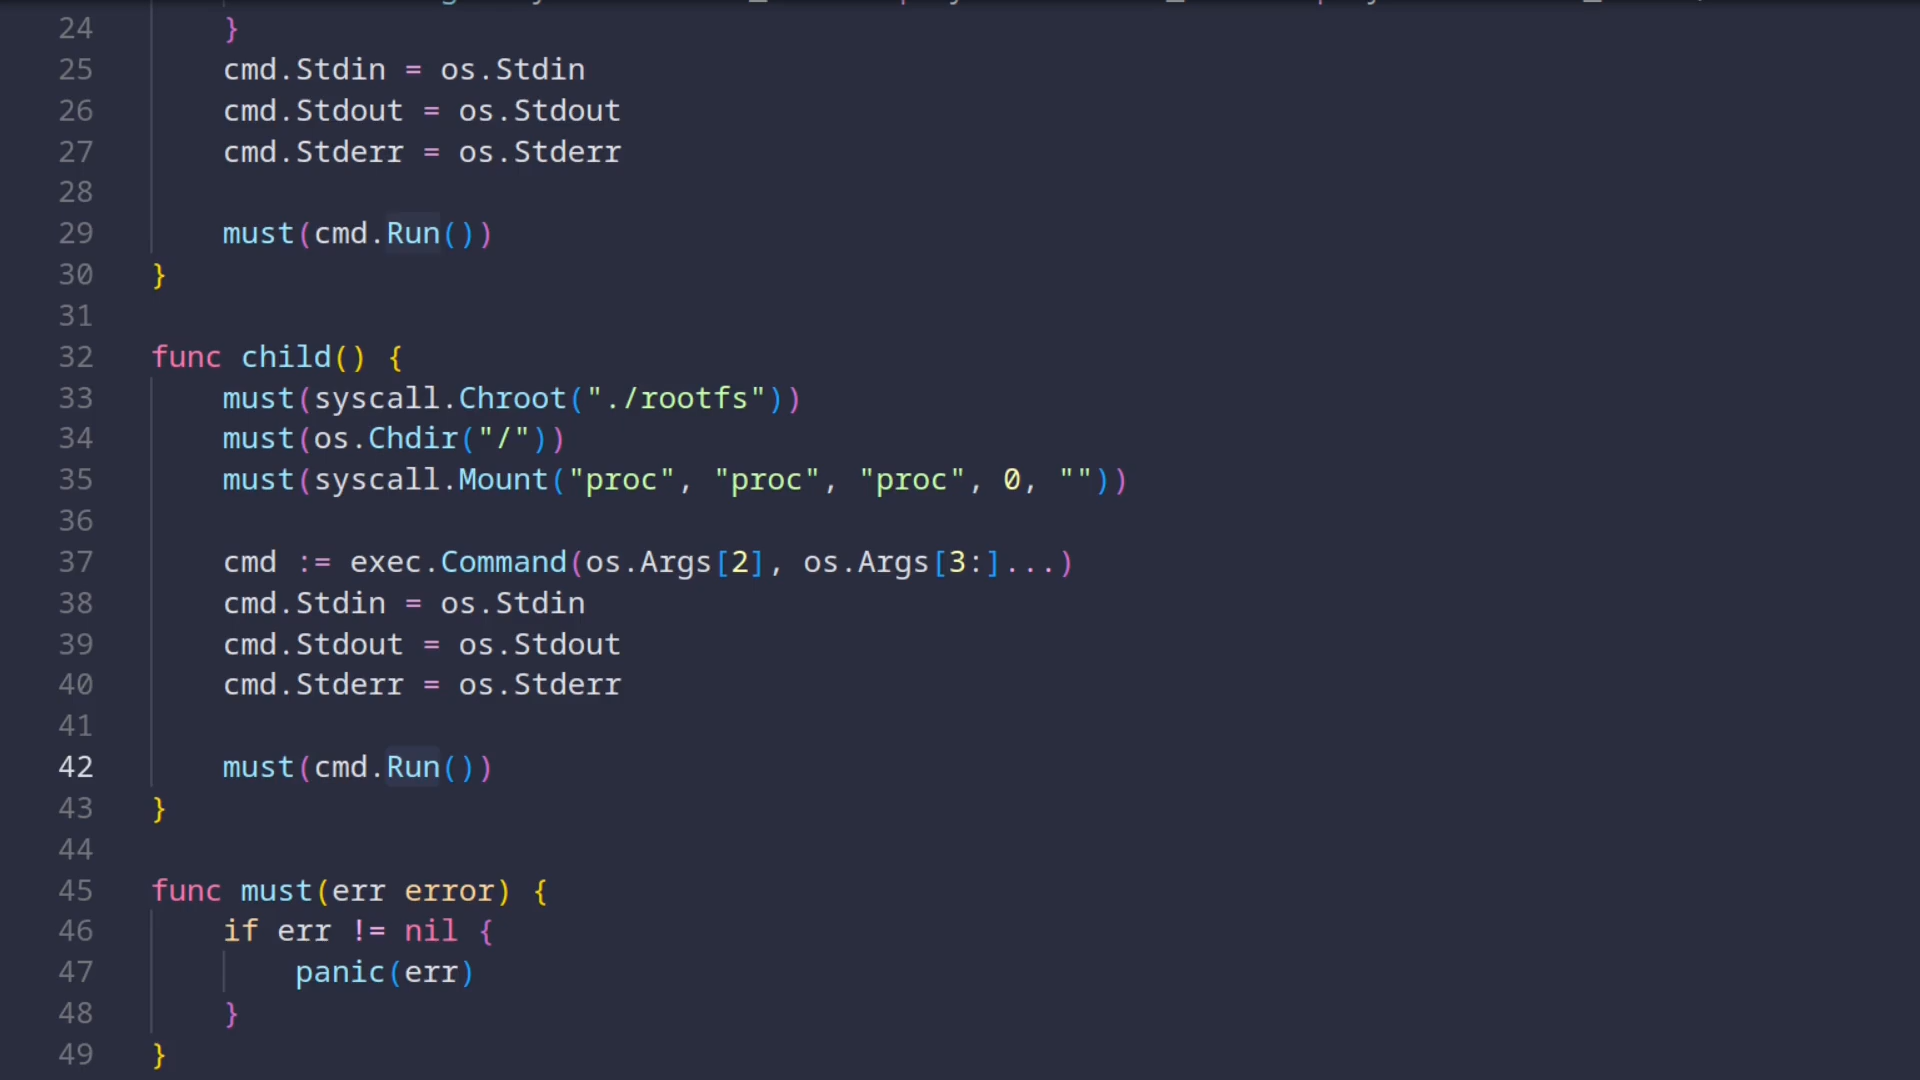 24 }
25 cmd.Stdin = os.Stdin
26 cmd.Stdout = os.Stdout
27 cmd.Stderr = os.Stderr
28
29 must(cmd.Run())
30 }
31
32 func child() {
33 must(syscall.Chroot("./rootfs"))
34 must(os.Chdir("/"))
35 must(syscall.Mount("proc", "proc", "proc", 0, ""))
36
37 cmd := exec.Command(os.Args[2], os.Args[3:]...)
38 cmd.Stdin = os.Stdin
39 cmd.Stdout = os.Stdout
40 cmd.Stderr = os.Stderr
41
42 must(cmd.Run())
43 }
44
45 func must(err error) {
46 if err != nil {
47 panic(err)
48 }
49 }